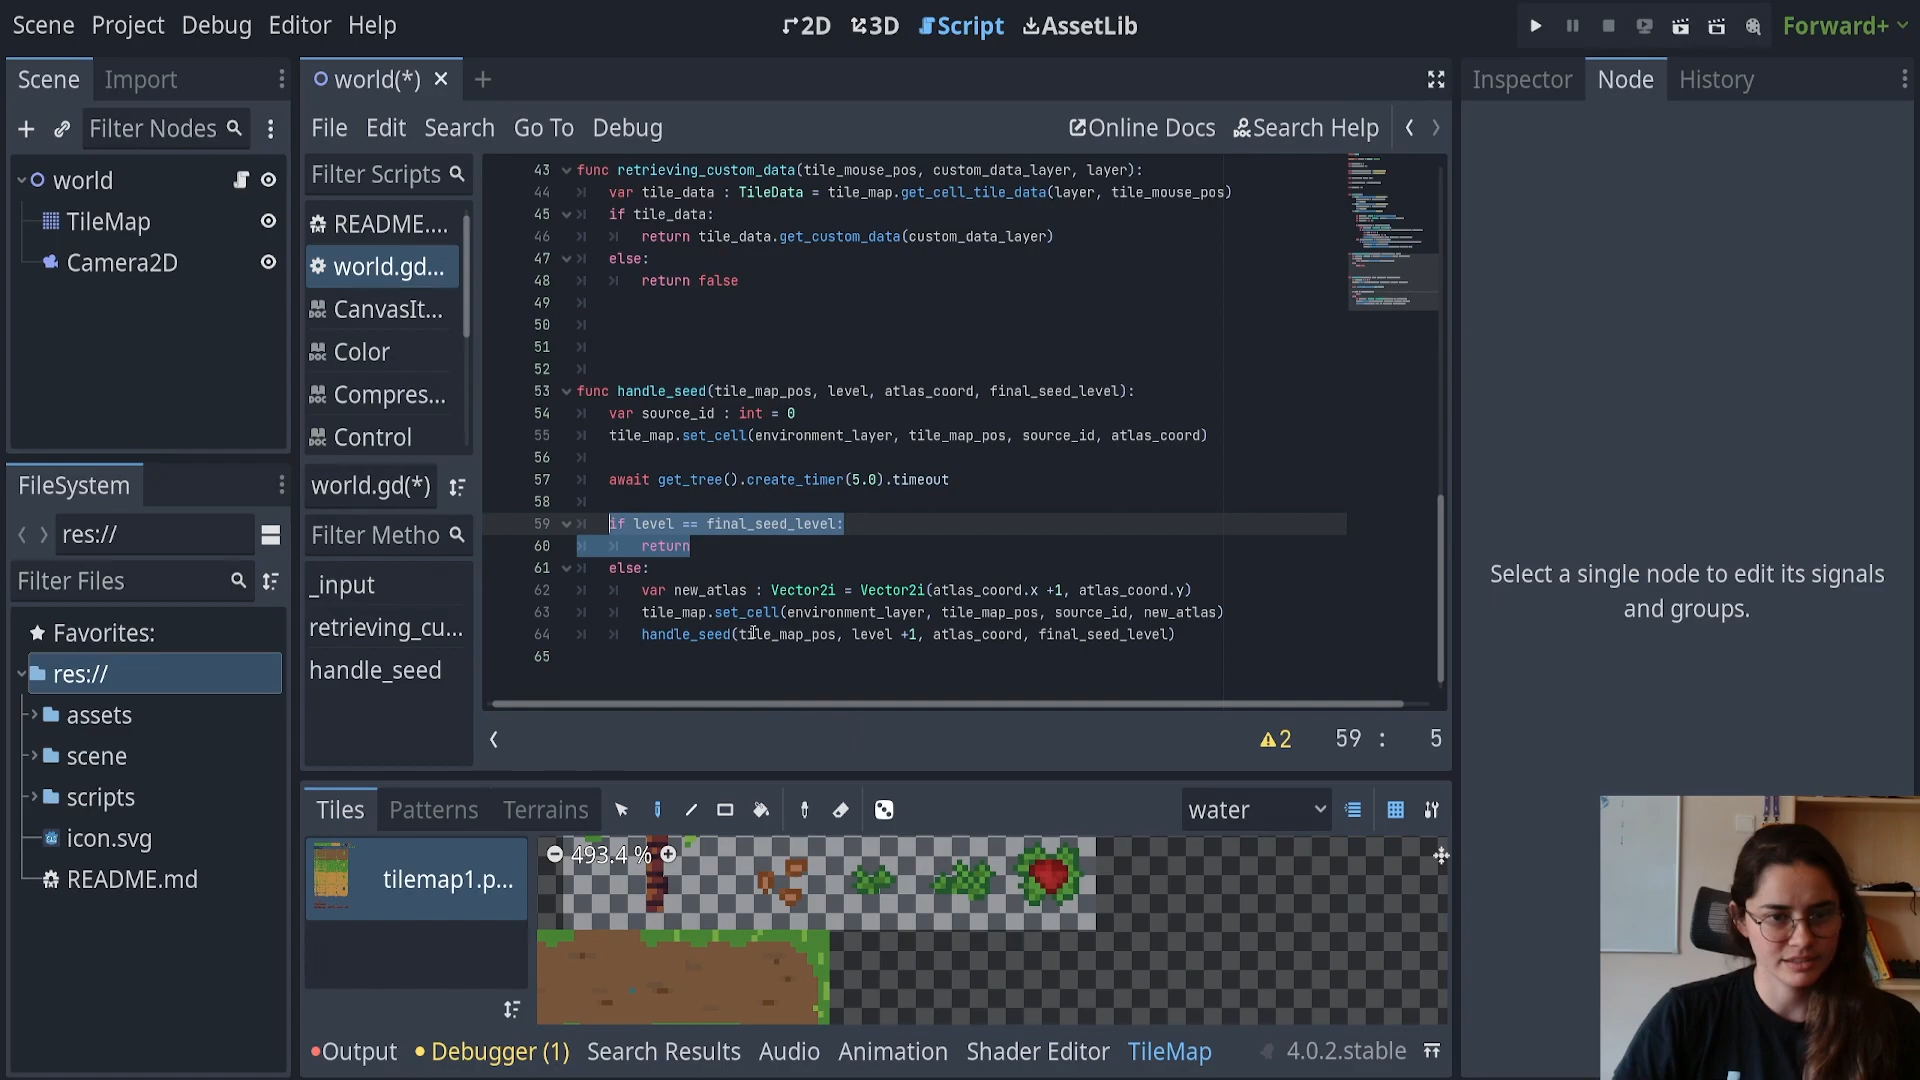 Scene Project Debug Editor Help
2D 3D Script AssetLib
Forward+
Scene Import
Filter Nodes
world
TileMap
Camera2D
FileSystem
res://
Filter Files
Favorites:
res://
assets
scene
scripts
icon.svg
README.md
world(*)
File Edit Search Go To Debug
Online Docs Search Help
Filter Scripts
README....
world.gd...
CanvasIt...
Color
Compres...
Control
world.gd(*)
Filter Metho
_input
retrieving_cu...
handle_seed
43 func retrieving_custom_data(tile_mouse_pos, custom_data_layer, layer):
44 var tile_data : TileData = tile_map.get_cell_tile_data(layer, tile_mouse_pos)
45 if tile_data:
46 return tile_data.get_custom_data(custom_data_layer)
47 else:
48 return false
49
50
51
52
53 func handle_seed(tile_map_pos, level, atlas_coord, final_seed_level):
54 var source_id : int = 0
55 tile_map.set_cell(environment_layer, tile_map_pos, source_id, atlas_coord)
56
57 await get_tree().create_timer(5.0).timeout
58
59 if level == final_seed_level:
60 return
61 else:
62 var new_atlas : Vector2i = Vector2i(atlas_coord.x +1, atlas_coord.y)
63 tile_map.set_cell(environment_layer, tile_map_pos, source_id, new_atlas)
64 handle_seed(tile_map_pos, level +1, atlas_coord, final_seed_level)
65
2 59 : 5
Tiles Patterns Terrains
water
tilemap1.p...
493.4 %
Output Debugger (1) Search Results Audio Animation Shader Editor TileMap 4.0.2.stable
Inspector Node History
Select a single node to edit its signals
and groups.